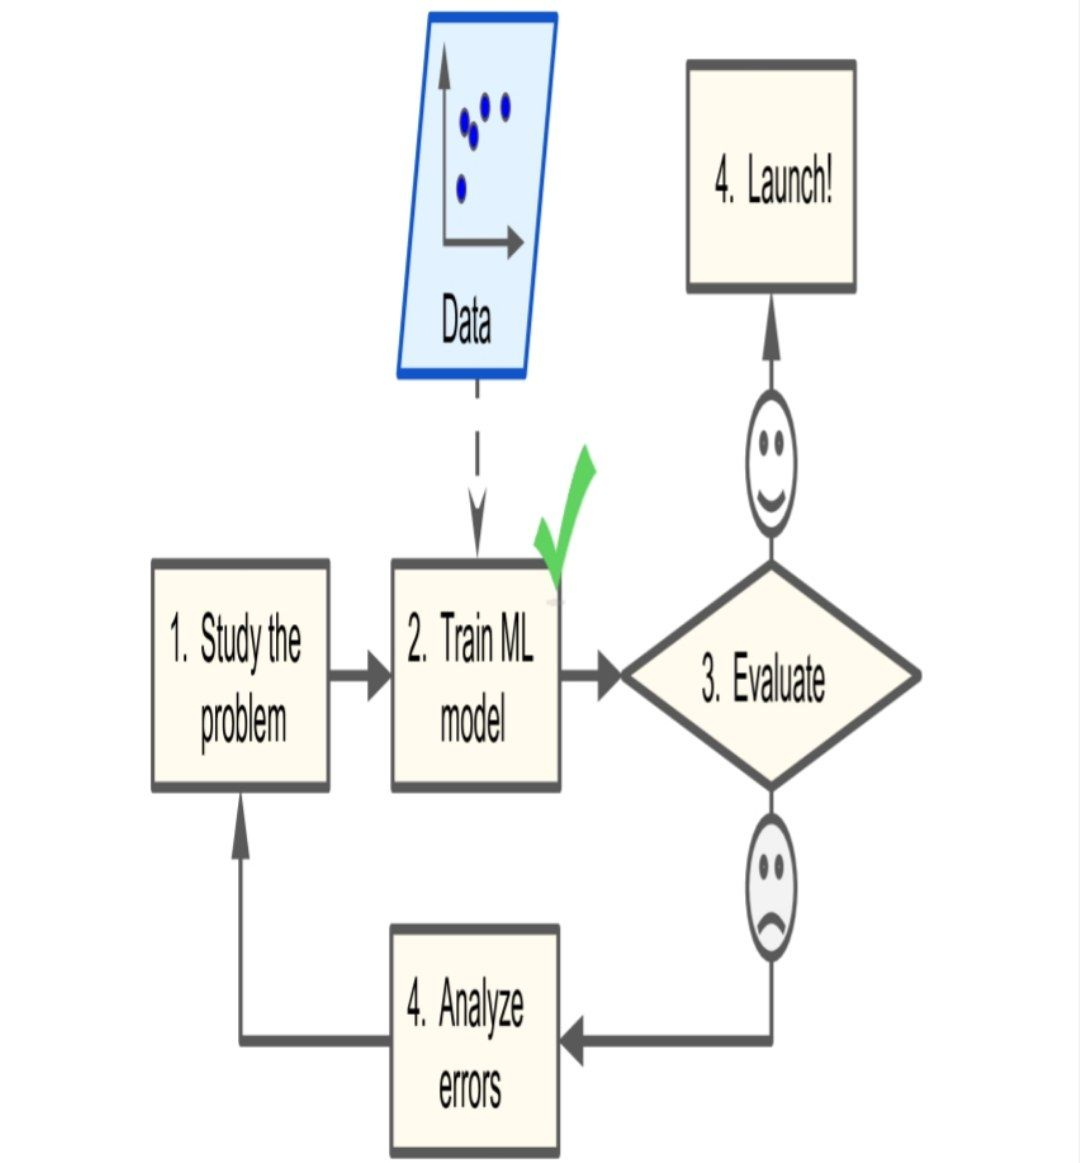 Data
4. Launch!
1. Study the
problem
2. Train ML
model
3. Evaluate
4. Analyze
errors